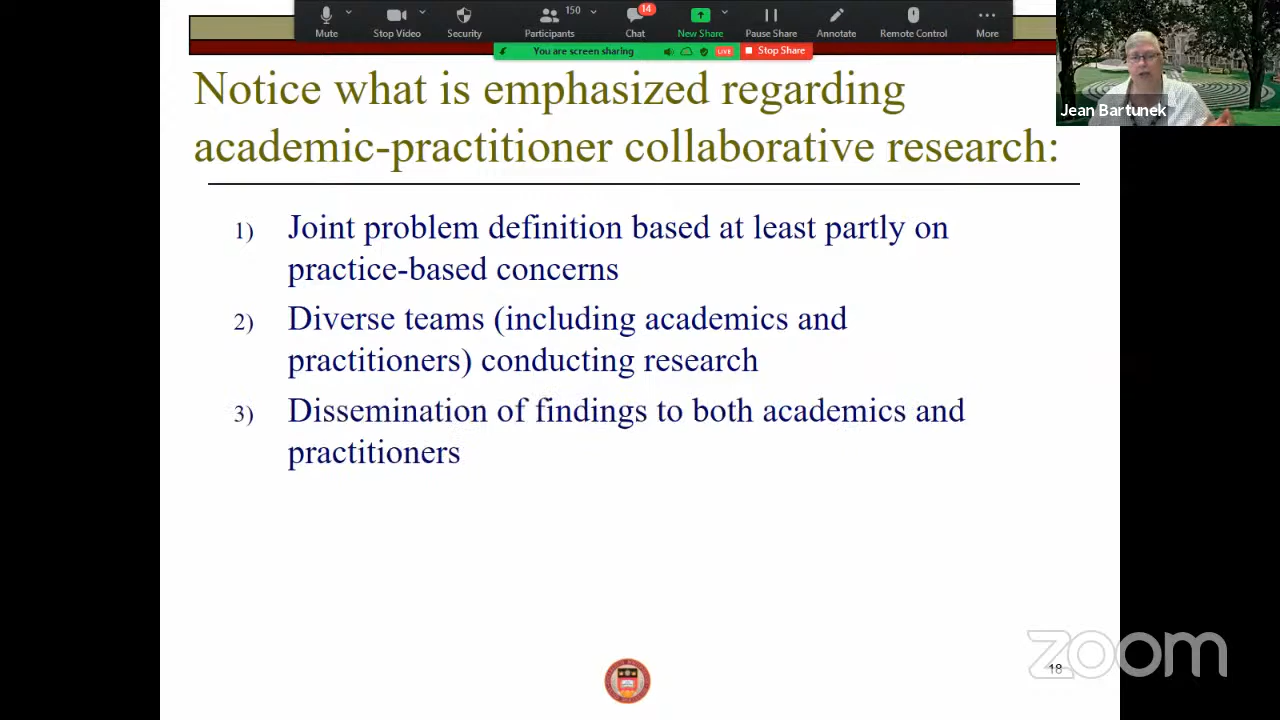 150
14
Mute
Stop Video
Security
Participants
Chat
New Share
Pause Share
Annotate
Remote Control
More
You are screen sharing
LIVE
Stop Share
Jean Bartunek
Notice what is emphasized regarding
academic-practitioner collaborative research:
1) Joint problem definition based at least partly on
practice-based concerns
2) Diverse teams (including academics and
practitioners) conducting research
3) Dissemination of findings to both academics and
practitioners
zoom
18